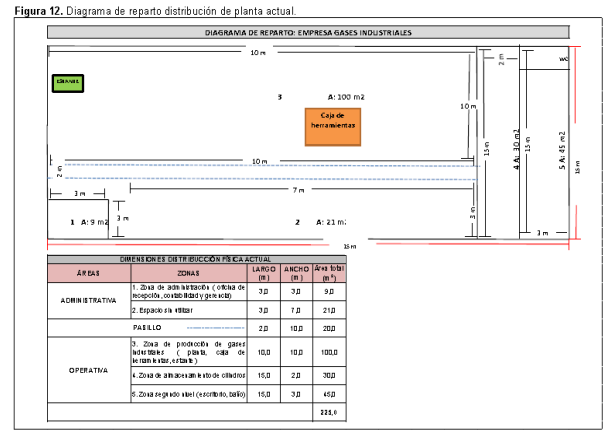 Figura 12. Diagrama de reparto distribución de planta actual.
DIAGRAMA DE REPARTO: EMPRESA GASES INDUSTRIALES
10 m
2 m
wc
3
A: 100 m2
Caja de
herramientas
10 m
15 m
4 A: 30 m2
15 m
5 A: 45 m2
15 m
10 m
2 m
3 m
7 m
3 m
3 m
1 A: 9 m2
2 A: 21 m2
3 m
15 m
DIMENSIONES DISTRIBUCCIÓN FÍSICA ACTUAL
ÁREAS ZONAS LARGO (m) ANCHO (m) Área total (m²)
ADMINISTRATIVA
1. Zona de administración (oficina de recepción, contabilidad y gerencia) 3,0 3,0 9,0
2. Espacio sin utilizar 3,0 7,0 21,0
PASILLO 2,0 10,0 20,0
OPERATIVA
3. Zona de producción de gases industriales ( planta, caja de herramientas, estante) 10,0 10,0 100,0
4. Zona de almacenamiento de cilindros 15,0 2,0 30,0
5. Zona segundo nivel (escritorio, baño) 15,0 3,0 45,0
225,0